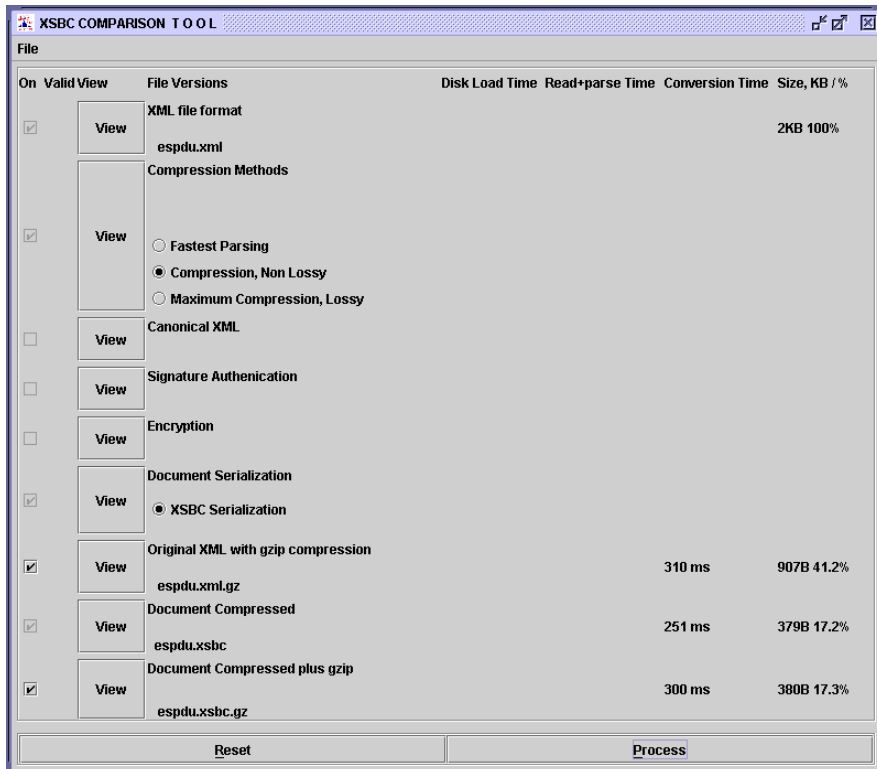 XSBC COMPARISON T O O L
File
On Valid View File Versions Disk Load Time Read+parse Time Conversion Time Size, KB / %
XML file format
View 2KB 100%
espdu.xml
Compression Methods
View
Fastest Parsing
Compression, Non Lossy
Maximum Compression, Lossy
Canonical XML
View
Signature Authenication
View
Encryption
View
Document Serialization
View
XSBC Serialization
Original XML with gzip compression
View 310 ms 907B 41.2%
espdu.xml.gz
Document Compressed
View 251 ms 379B 17.2%
espdu.xsbc
Document Compressed plus gzip
View 300 ms 380B 17.3%
espdu.xsbc.gz
Reset Process